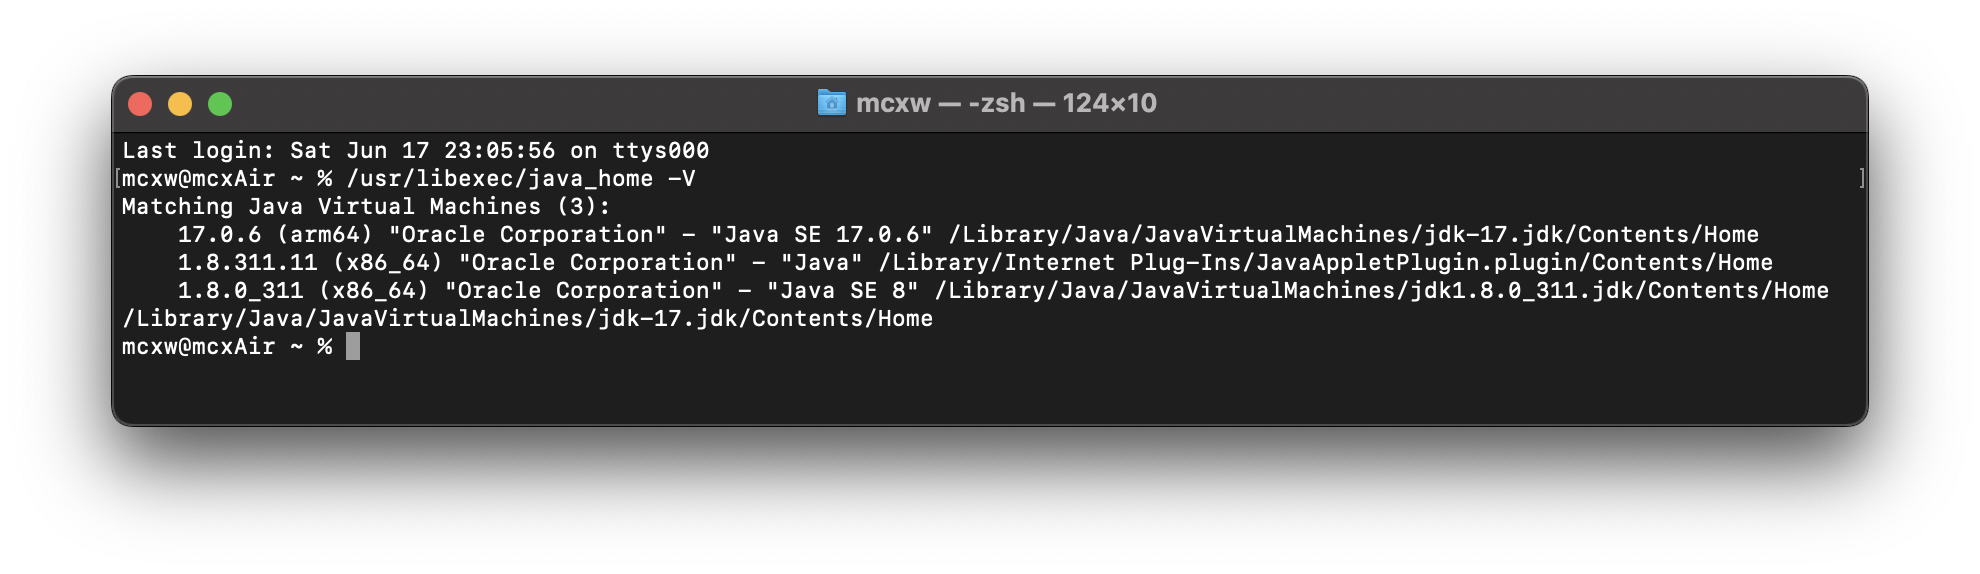 mcxw — -zsh — 124×10
Last login: Sat Jun 17 23:05:56 on ttys000
[mcxw@mcxAir ~ % /usr/libexec/java_home -V ]
Matching Java Virtual Machines (3):
    17.0.6 (arm64) "Oracle Corporation" - "Java SE 17.0.6" /Library/Java/JavaVirtualMachines/jdk-17.jdk/Contents/Home
    1.8.311.11 (x86_64) "Oracle Corporation" - "Java" /Library/Internet Plug-Ins/JavaAppletPlugin.plugin/Contents/Home
    1.8.0_311 (x86_64) "Oracle Corporation" - "Java SE 8" /Library/Java/JavaVirtualMachines/jdk1.8.0_311.jdk/Contents/Home
/Library/Java/JavaVirtualMachines/jdk-17.jdk/Contents/Home
mcxw@mcxAir ~ %